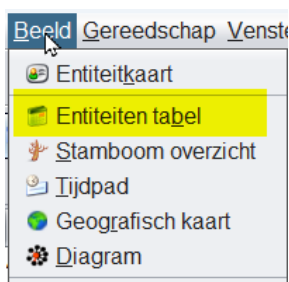 Beeld Gereedschap Venste
Entiteitkaart
Entiteiten tabel
Stamboom overzicht
Tijdpad
Geografisch kaart
Diagram